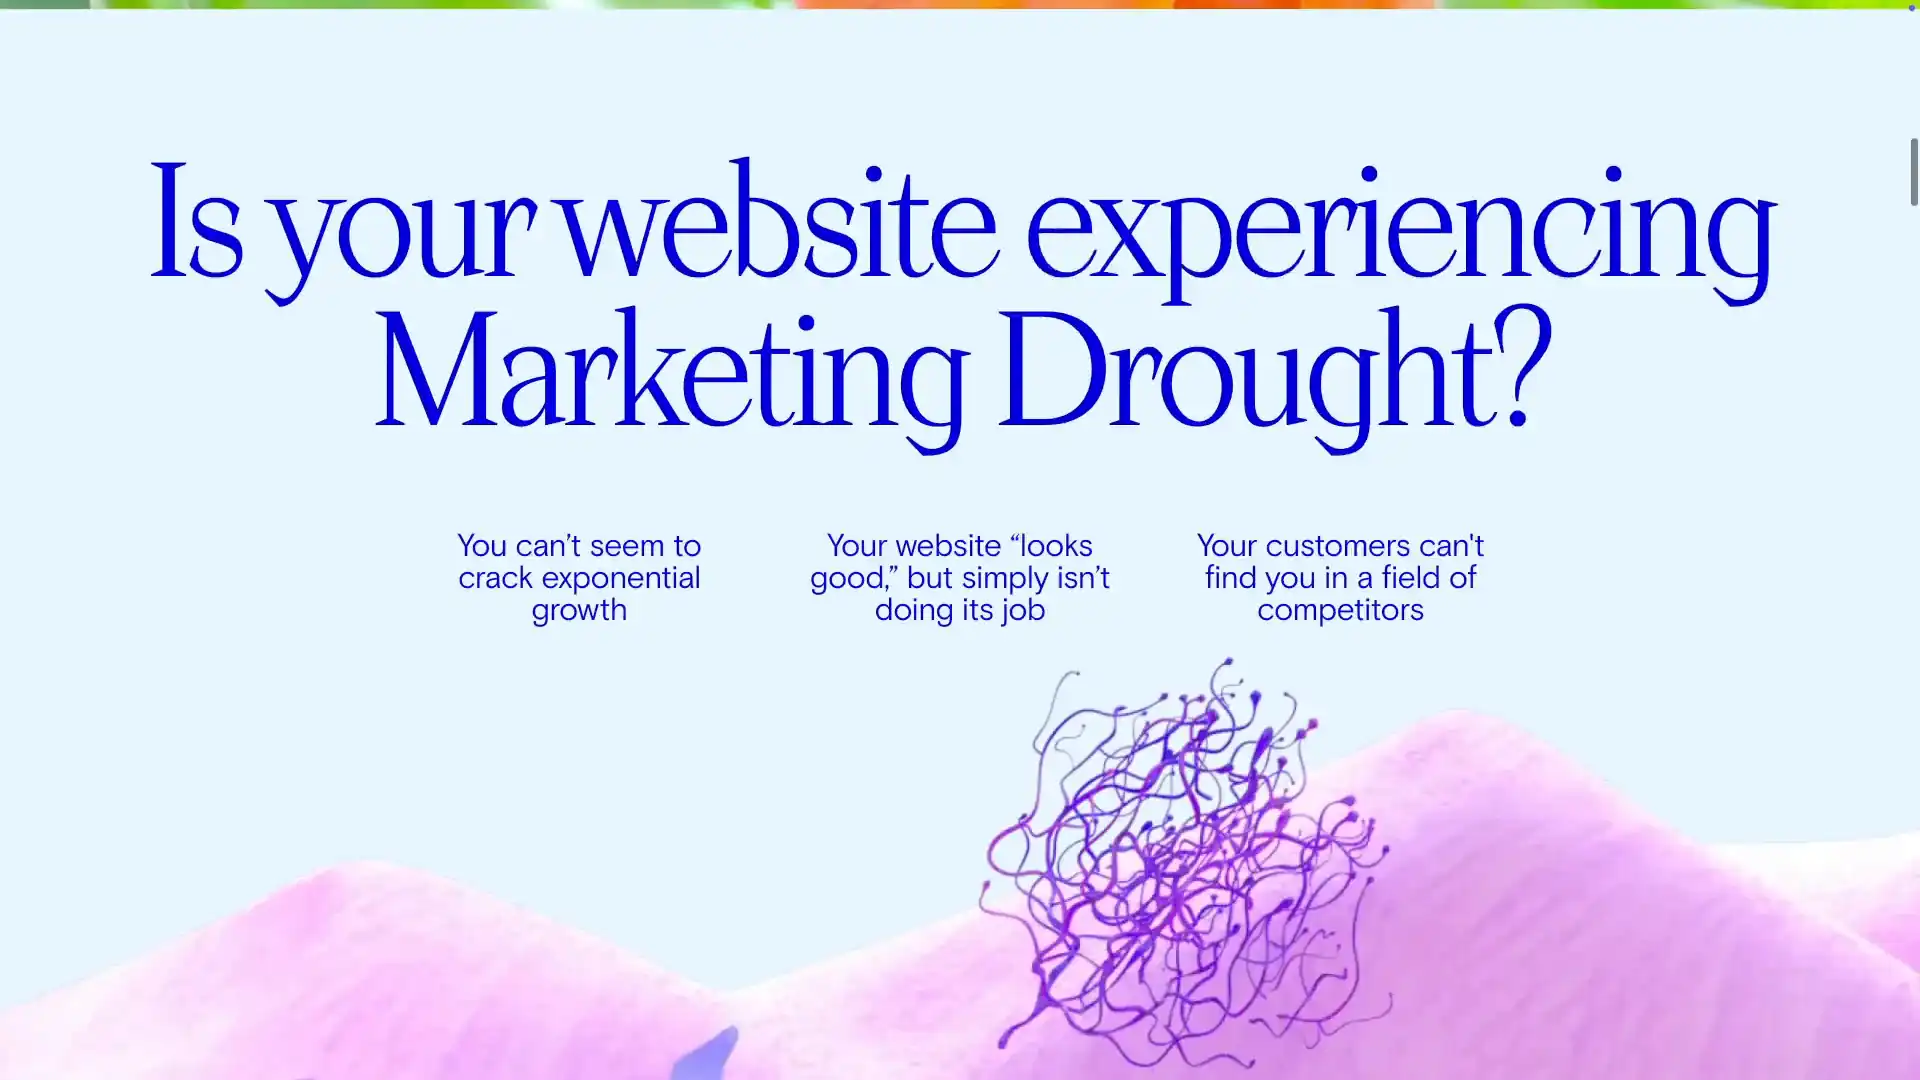 Is your website experiencing
Marketing Drought?
You can’t seem to
crack exponential
growth
Your website “looks
good,” but simply isn’t
doing its job
Your customers can't
find you in a field of
competitors